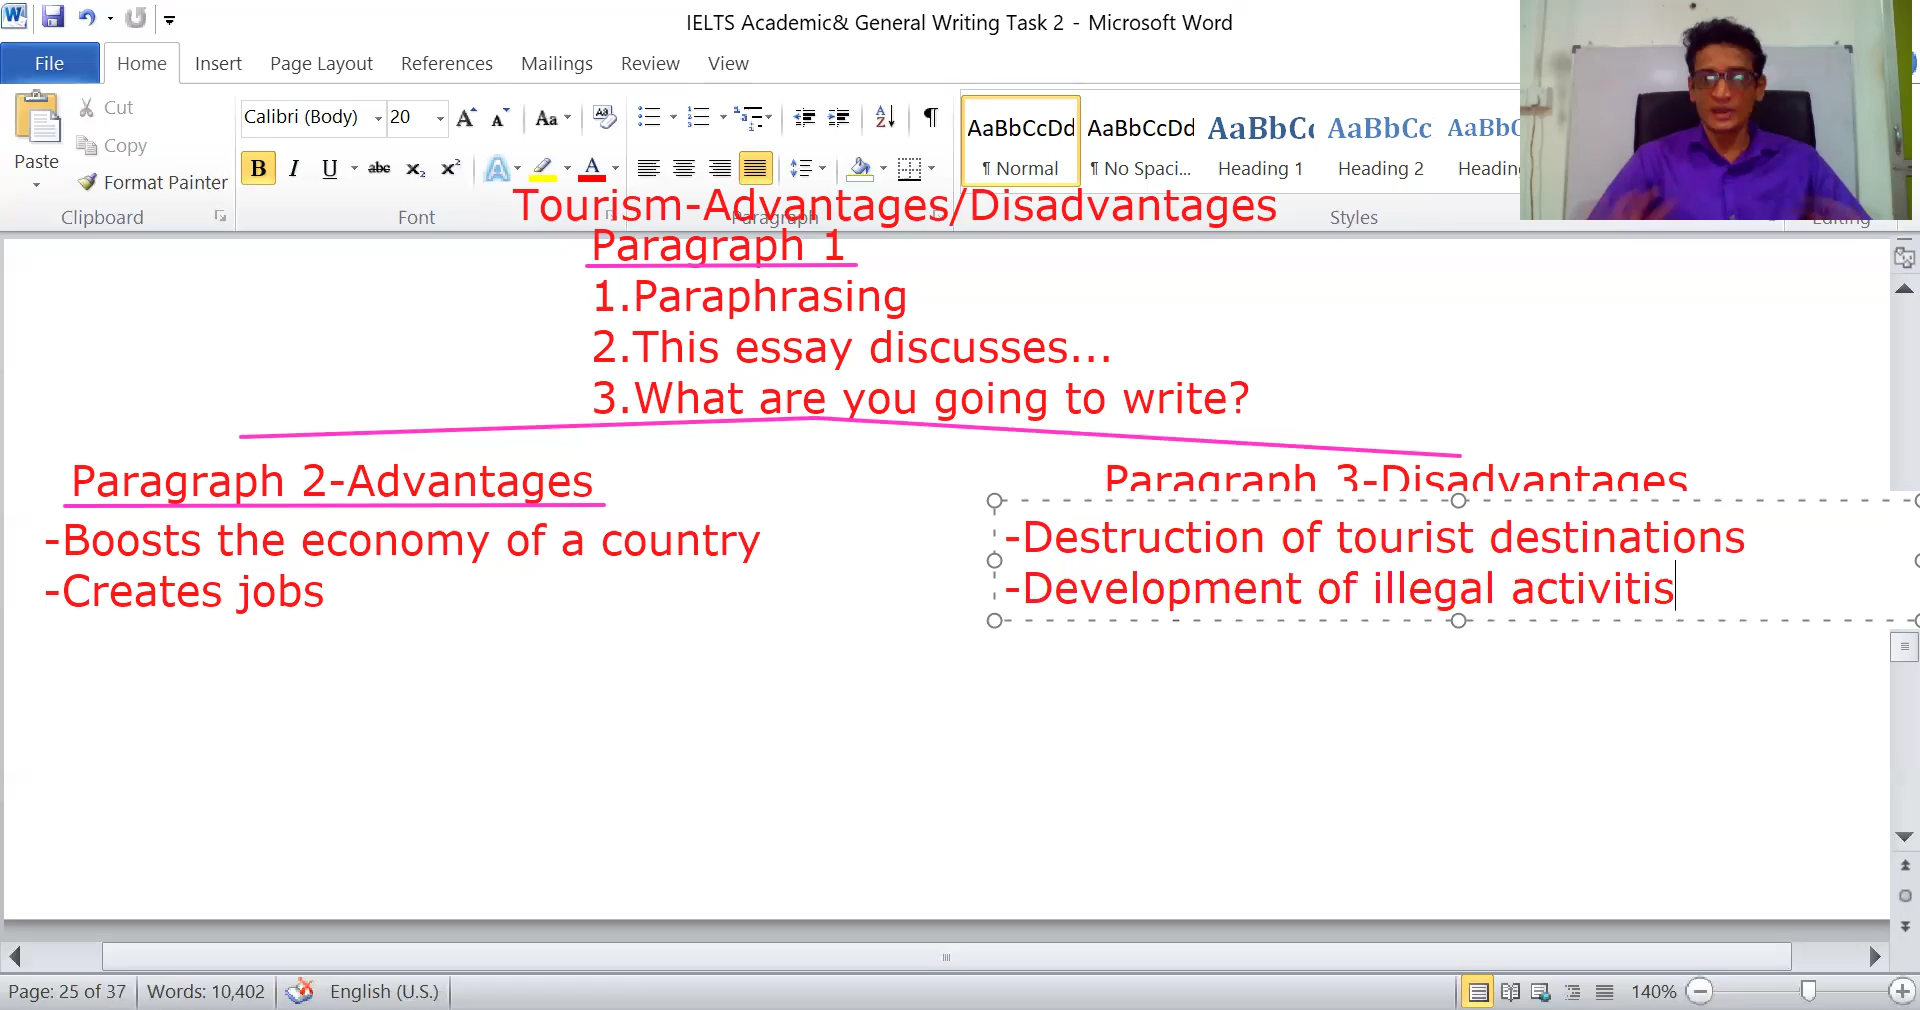 IELTS Academic& General Writing Task 2 - Microsoft Word
File Home Insert Page Layout References Mailings Review View
Paste
Cut
Copy
Format Painter
Clipboard
Calibri (Body) 20
Font
Paragraph
AaBbCcDd AaBbCcDd AaBbCc AaBbCc AaBbC
¶ Normal ¶ No Spaci... Heading 1 Heading 2 Headin
Styles
Editing
Tourism-Advantages/Disadvantages
Paragraph 1
1.Paraphrasing
2.This essay discusses...
3.What are you going to write?
Paragraph 2-Advantages
-Boosts the economy of a country
-Creates jobs
Paragraph 3-Disadvantages
-Destruction of tourist destinations
-Development of illegal activitis
Page: 25 of 37 Words: 10,402 English (U.S.) 140%